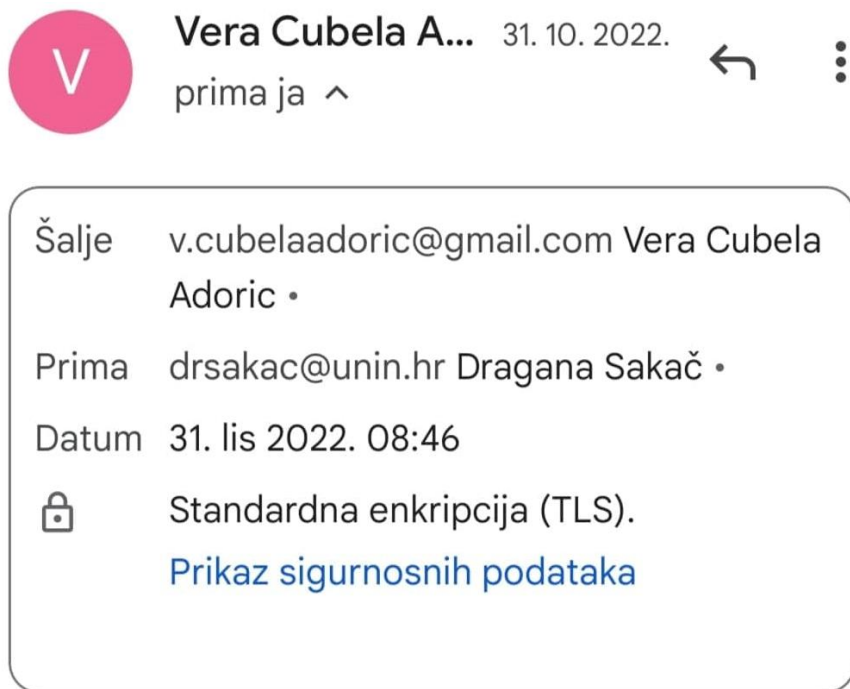 V
Vera Cubela A... 31. 10. 2022.
prima ja
Šalje v.cubelaadoric@gmail.com Vera Cubela
Adoric •
Prima drsakac@unin.hr Dragana Sakač •
Datum 31. lis 2022. 08:46
Standardna enkripcija (TLS).
Prikaz sigurnosnih podataka